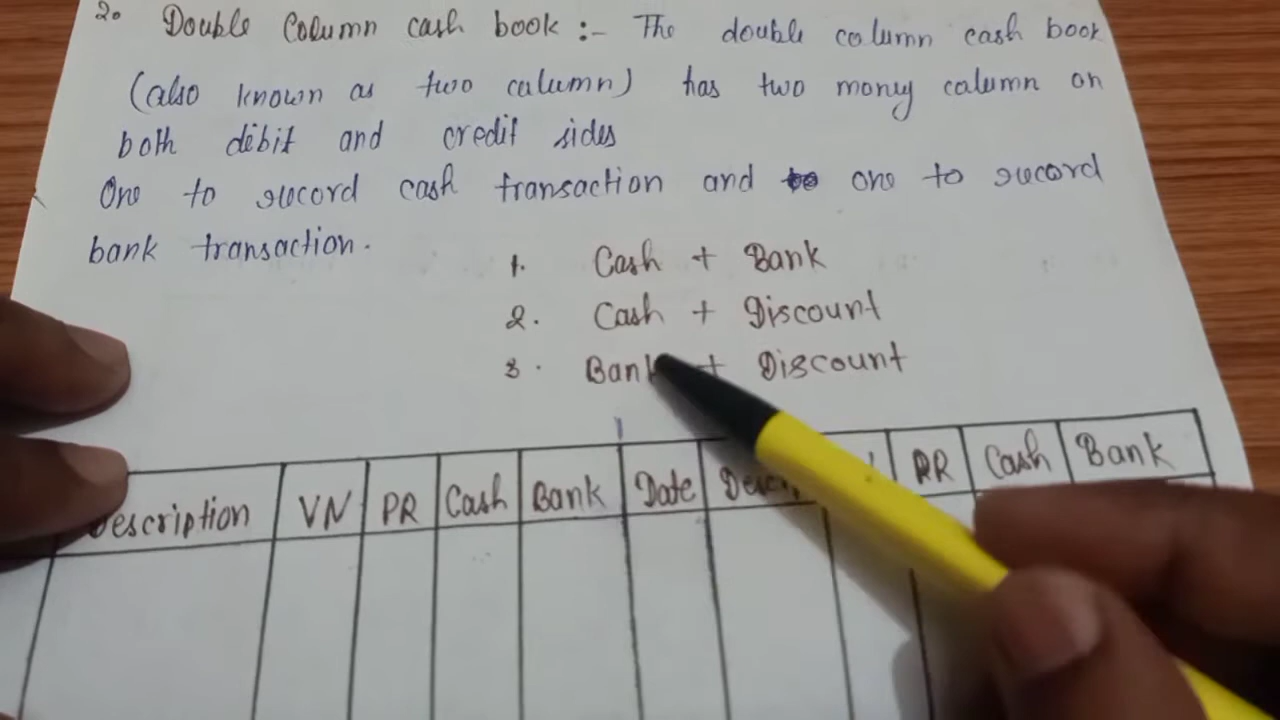 2. Double Column cash book :- The double column cash book
(also known as two column) has two mony column on
both debit and credit sides
One to record cash transaction and one to record
bank transaction.
1. Cash + Bank
2. Cash + Discount
3. Bank + Discount
Description VN PR Cash Bank Date RR Cash Bank